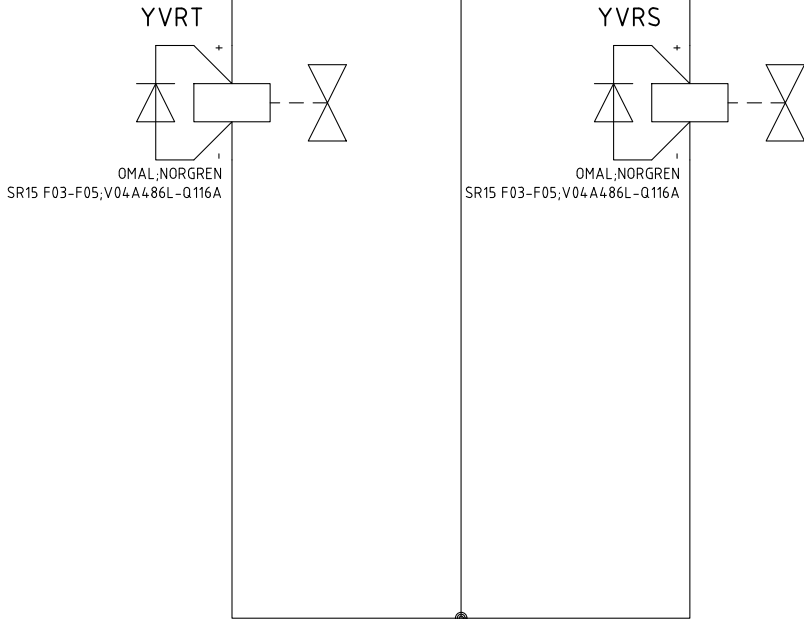 YVRT
YVRS
+
+
-
-
OMAL;NORGREN
SR15 F03-F05;V04A486L-Q116A
OMAL;NORGREN
SR15 F03-F05;V04A486L-Q116A